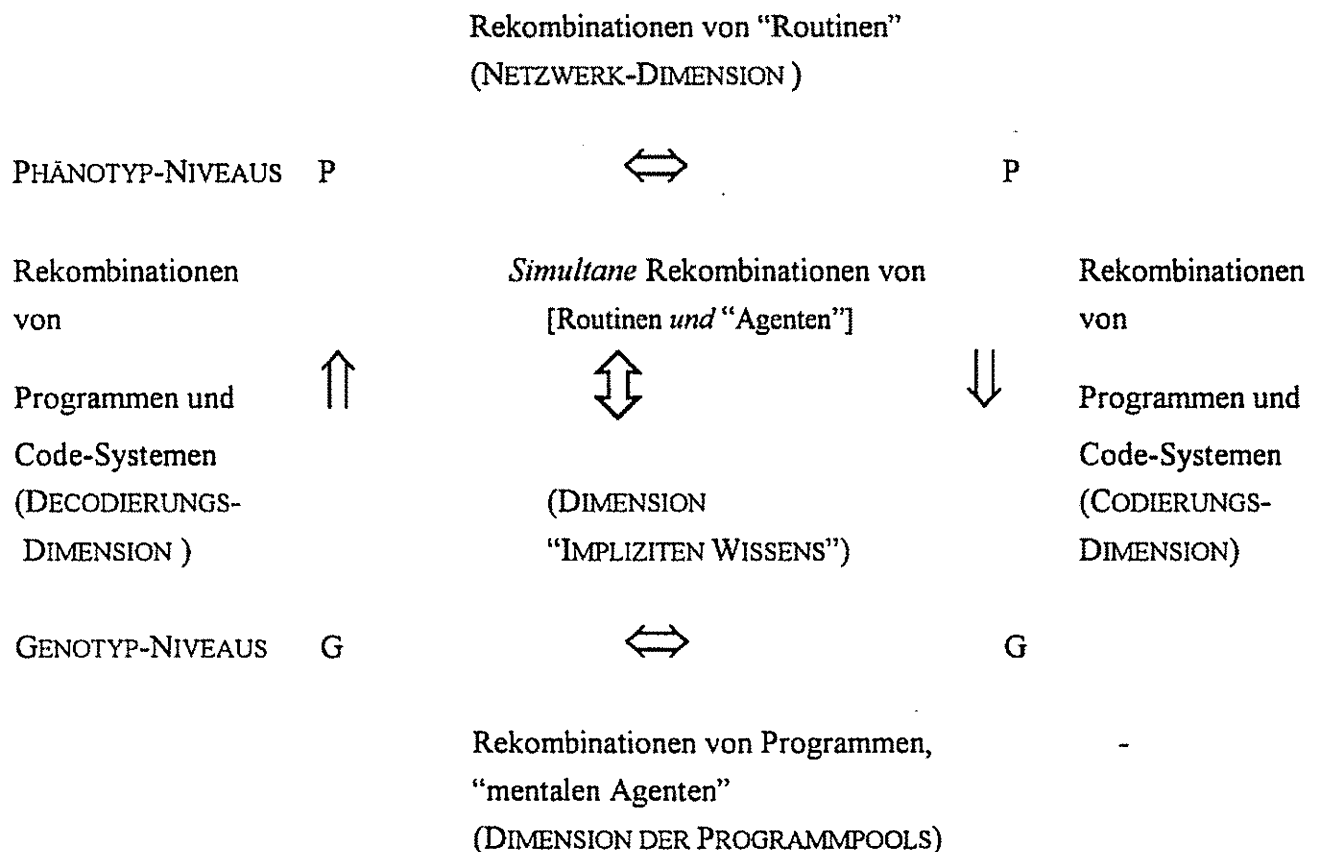 Rekombinationen von “Routinen”
(NETZWERK-DIMENSION )
PHÄNOTYP-NIVEAUS P P
Rekombinationen Simultane Rekombinationen von Rekombinationen
von [Routinen und “Agenten”] von
Programmen und Programmen und
Code-Systemen Code-Systemen
(DECODIERUNGS- (DIMENSION (CODIERUNGS-
DIMENSION ) “IMPLIZITEN WISSENS”) DIMENSION)
GENOTYP-NIVEAUS G G
Rekombinationen von Programmen,
“mentalen Agenten”
(DIMENSION DER PROGRAMMPOOLS)